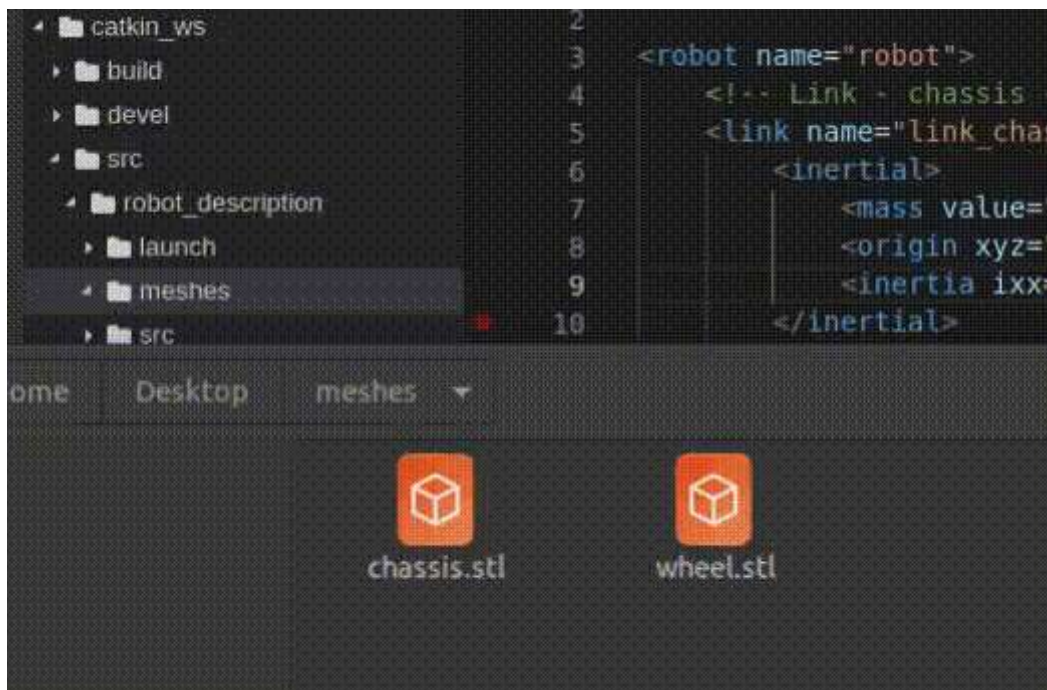 catkin_ws
build
devel
src
robot_description
launch
meshes
src
2
3 <robot name="robot">
4 <!-- Link - chassis
5 <link name="link_chas
6 <inertial>
7 <mass value="
8 <origin xyz="
9 <inertia ixx=
10 </inertial>
ome Desktop meshes
chassis.stl wheel.stl